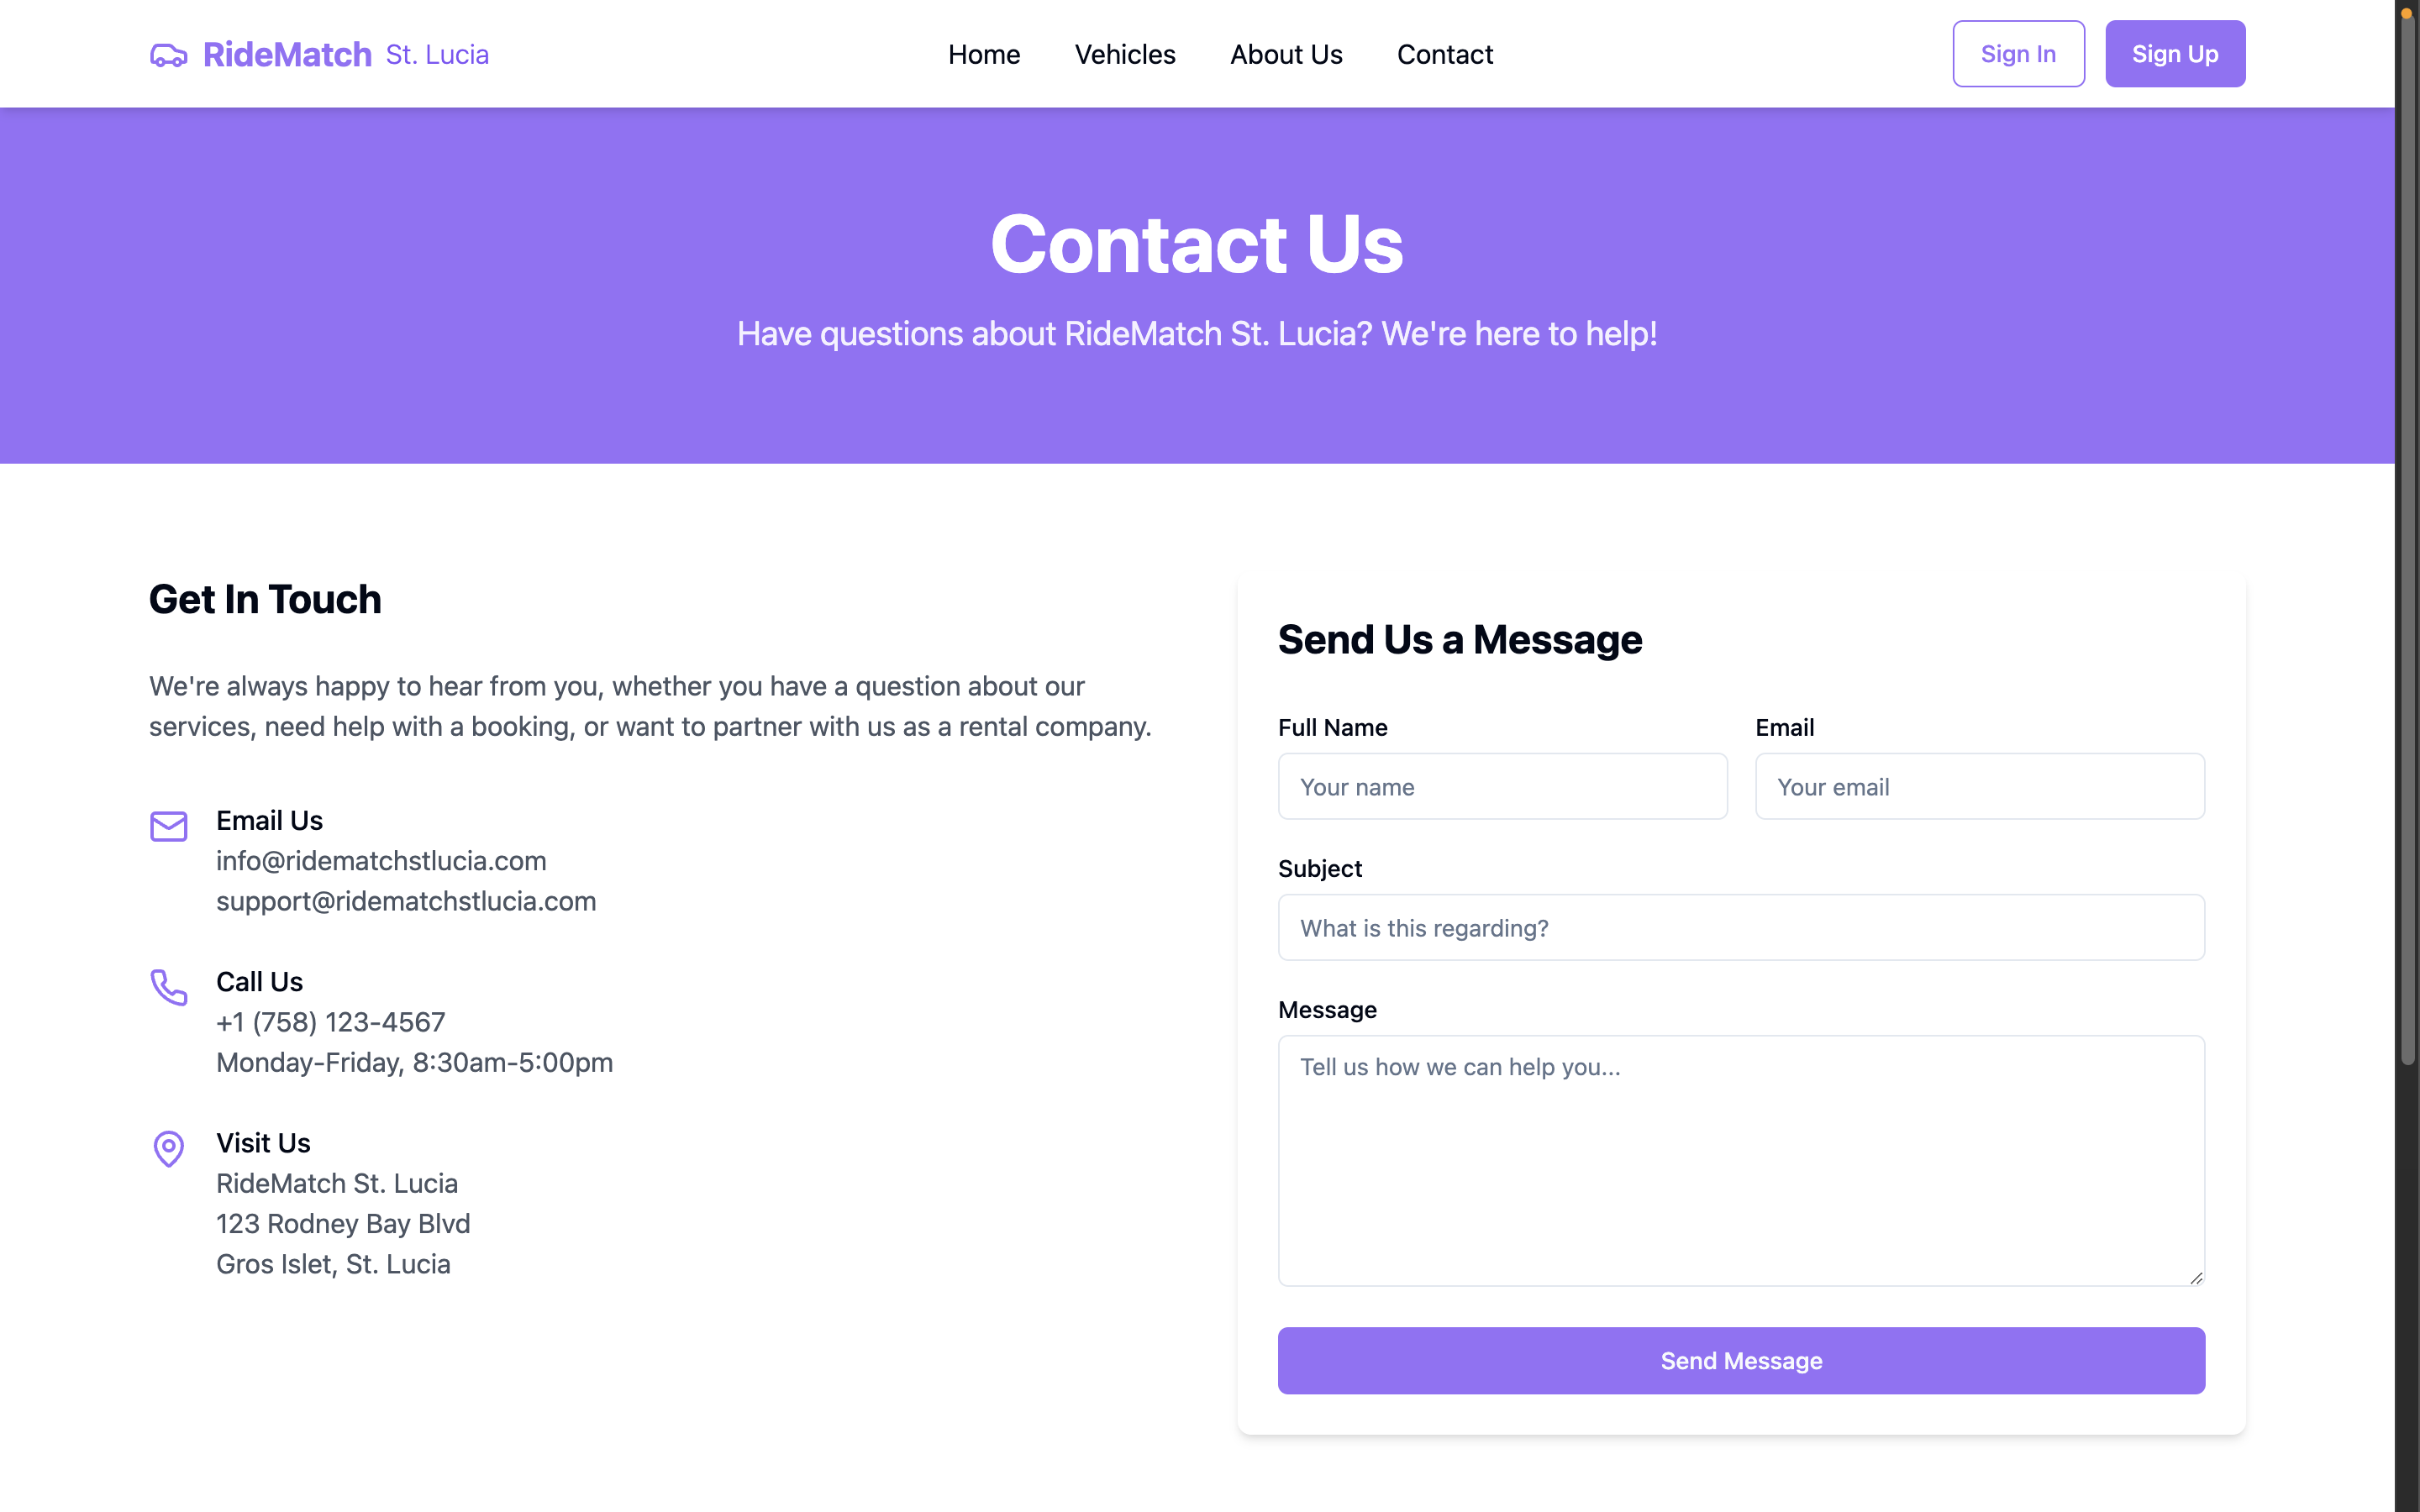 RideMatch St. Lucia
Home
Vehicles
About Us
Contact
Sign In
Sign Up
Contact Us
Have questions about RideMatch St. Lucia? We're here to help!
Get In Touch
We're always happy to hear from you, whether you have a question about our
services, need help with a booking, or want to partner with us as a rental company.
Email Us
info@ridematchstlucia.com
support@ridematchstlucia.com
Call Us
+1 (758) 123-4567
Monday-Friday, 8:30am-5:00pm
Visit Us
RideMatch St. Lucia
123 Rodney Bay Blvd
Gros Islet, St. Lucia
Send Us a Message
Full Name
Your name
Email
Your email
Subject
What is this regarding?
Message
Tell us how we can help you...
Send Message